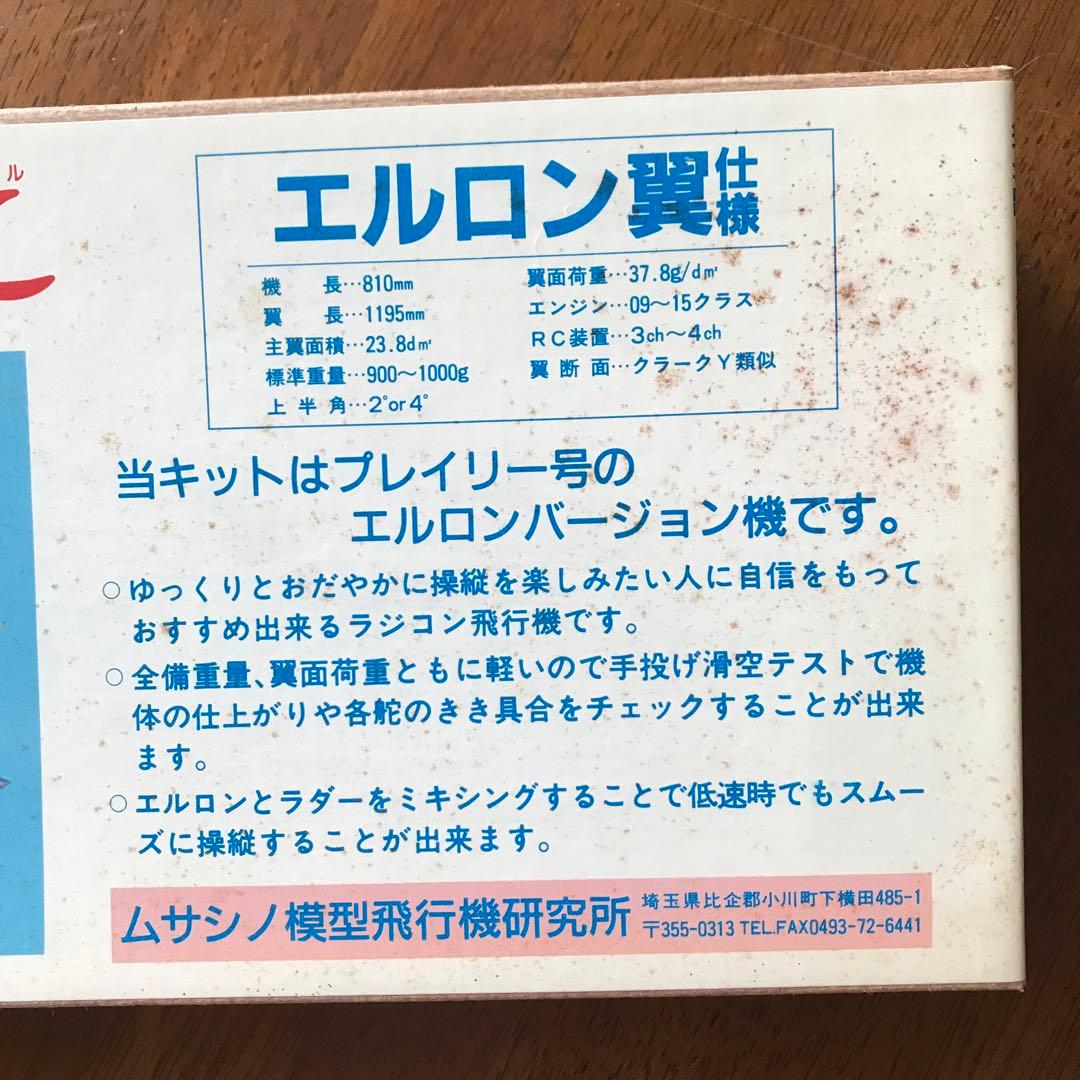 ル
エルロン翼仕様
機長…810mm
翼長…1195mm
主翼面積…23.8d㎡
標準重量…900〜1000g
上半角…2°or4°
翼面荷重…37.8g/d㎡
エンジン…09〜15クラス
RC装置…3ch〜4ch
翼断面…クラークY類似
当キットはプレイリー号の
エルロンバージョン機です。
○ゆっくりとおだやかに操縦を楽しみたい人に自信をもって
おすすめ出来るラジコン飛行機です。
○全備重量、翼面荷重ともに軽いので手投げ滑空テストで機
体の仕上がりや各舵のきき具合をチェックすることが出来
ます。
○エルロンとラダーをミキシングすることで低速時でもスムー
ズに操縦することが出来ます。
ムサシノ模型飛行機研究所
埼玉県比企郡小川町下横田485-1
〒355-0313 TEL.FAX0493-72-6441